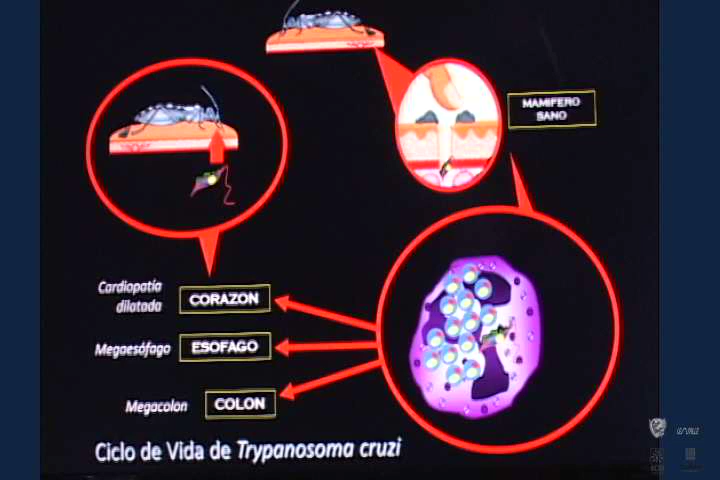 MAMIFERO
SANO
Cardiopatía
dilatada
CORAZON
Megaesófago
ESOFAGO
Megacolon
COLON
Ciclo de Vida de Trypanosoma cruzi